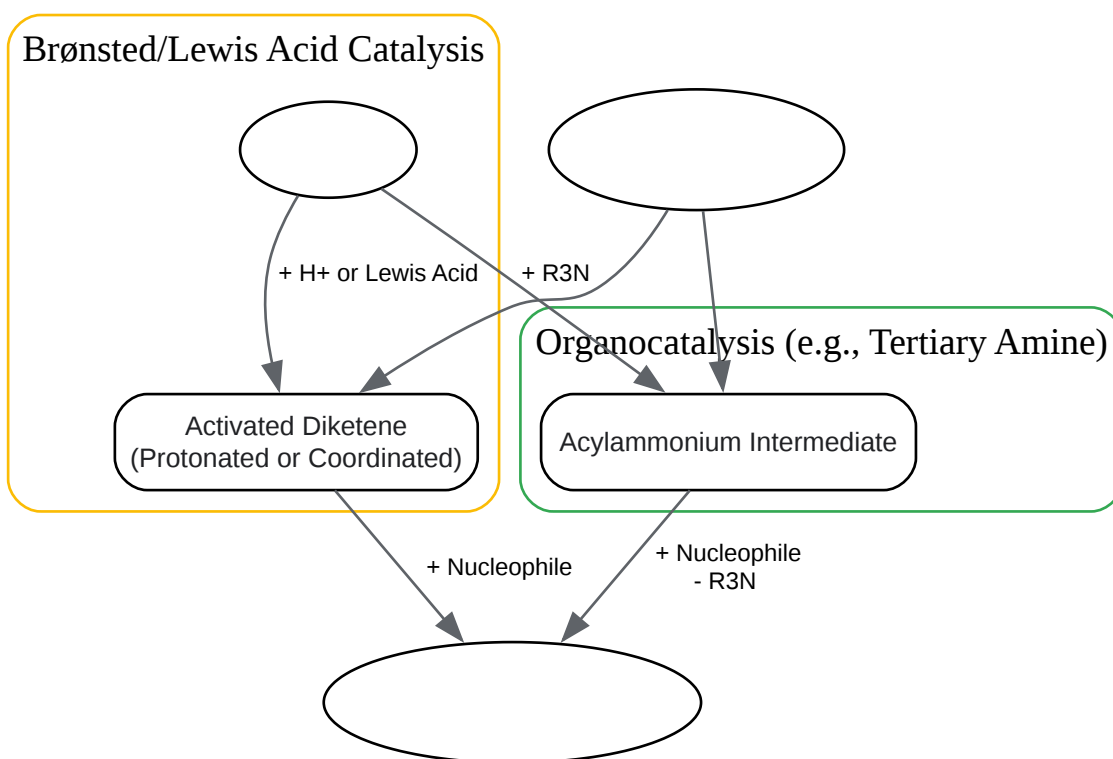 Brønsted/Lewis Acid Catalysis
+ H+ or Lewis Acid
+ R3N
Organocatalysis (e.g., Tertiary Amine)
Activated Diketene
(Protonated or Coordinated)
Acylammonium Intermediate
+ Nucleophile
+ Nucleophile
- R3N